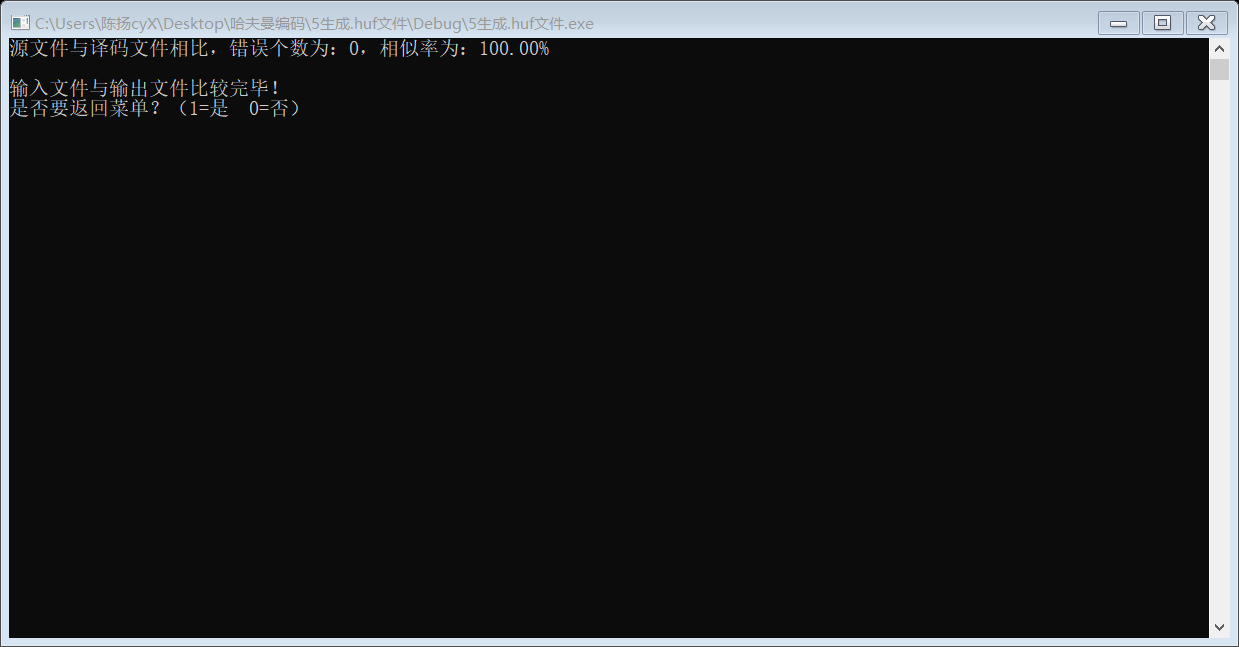 C:\Users\陈扬cyX\Desktop\哈夫曼编码\5生成.huf文件\Debug\5生成.huf文件.exe
源文件与译码文件相比，错误个数为：0，相似率为：100.00%
输入文件与输出文件比较完毕！
是否要返回菜单？（1=是  0=否）